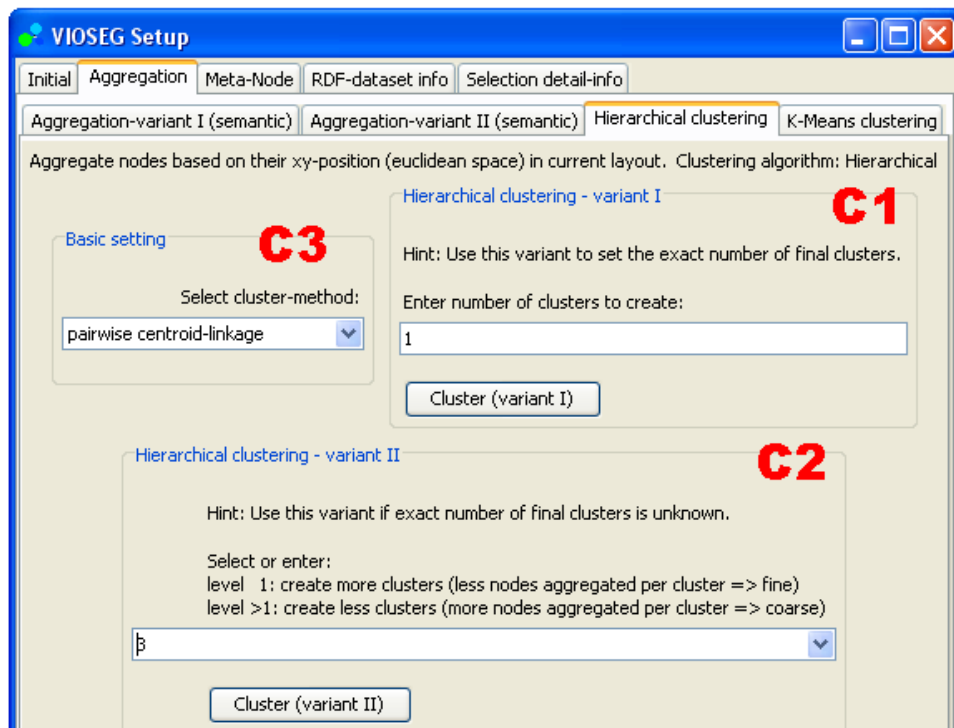 VIOSEG Setup
Initial Aggregation Meta-Node RDF-dataset info Selection detail-info
Aggregation-variant I (semantic) Aggregation-variant II (semantic) Hierarchical clustering K-Means clustering
Aggregate nodes based on their xy-position (euclidean space) in current layout. Clustering algorithm: Hierarchical
Basic setting
C3
Select cluster-method:
pairwise centroid-linkage
Hierarchical clustering - variant I
C1
Hint: Use this variant to set the exact number of final clusters.
Enter number of clusters to create:
1
Cluster (variant I)
Hierarchical clustering - variant II
C2
Hint: Use this variant if exact number of final clusters is unknown.
Select or enter:
level 1: create more clusters (less nodes aggregated per cluster => fine)
level >1: create less clusters (more nodes aggregated per cluster => coarse)
3
Cluster (variant II)